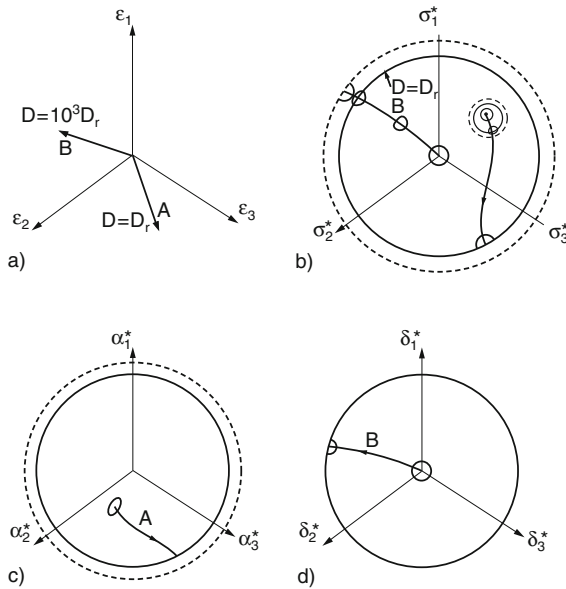 ε1
D=10³Dr
B
ε2
D=Dr
A
ε3
a)
σ1*
D=Dr
B
σ2*
σ3*
b)
α1*
A
α2*
α3*
c)
δ1*
B
δ2*
δ3*
d)